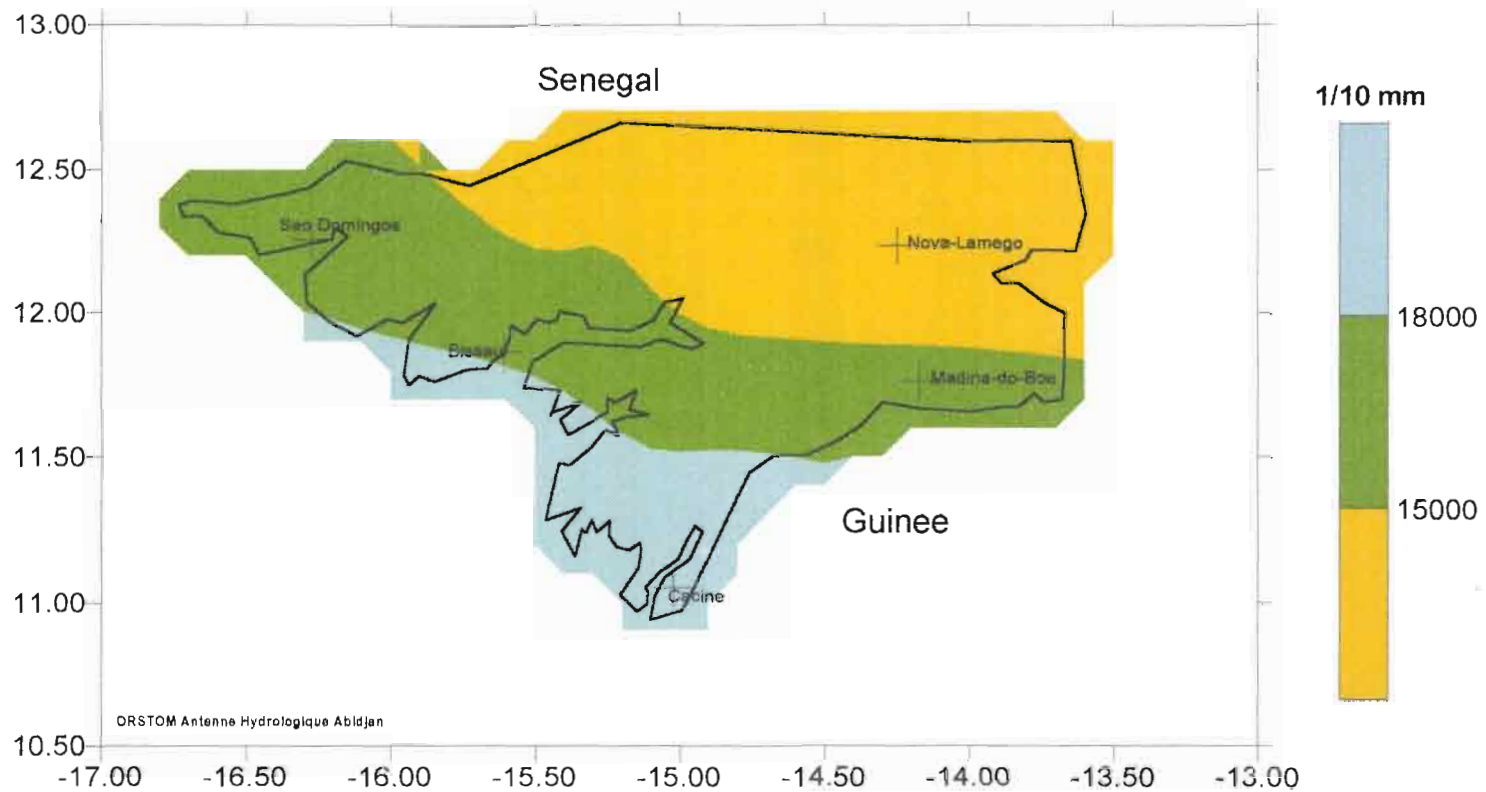 13.00
Senegal
1/10 mm
12.50
Sao Domingos
Nova-Lamego
12.00
18000
Bissau
Madina-do-Boe
11.50
15000
Guinee
11.00
Cacine
ORSTOM Antenne Hydrologique Abidjan
10.50
-17.00 -16.50 -16.00 -15.50 -15.00 -14.50 -14.00 -13.50 -13.00